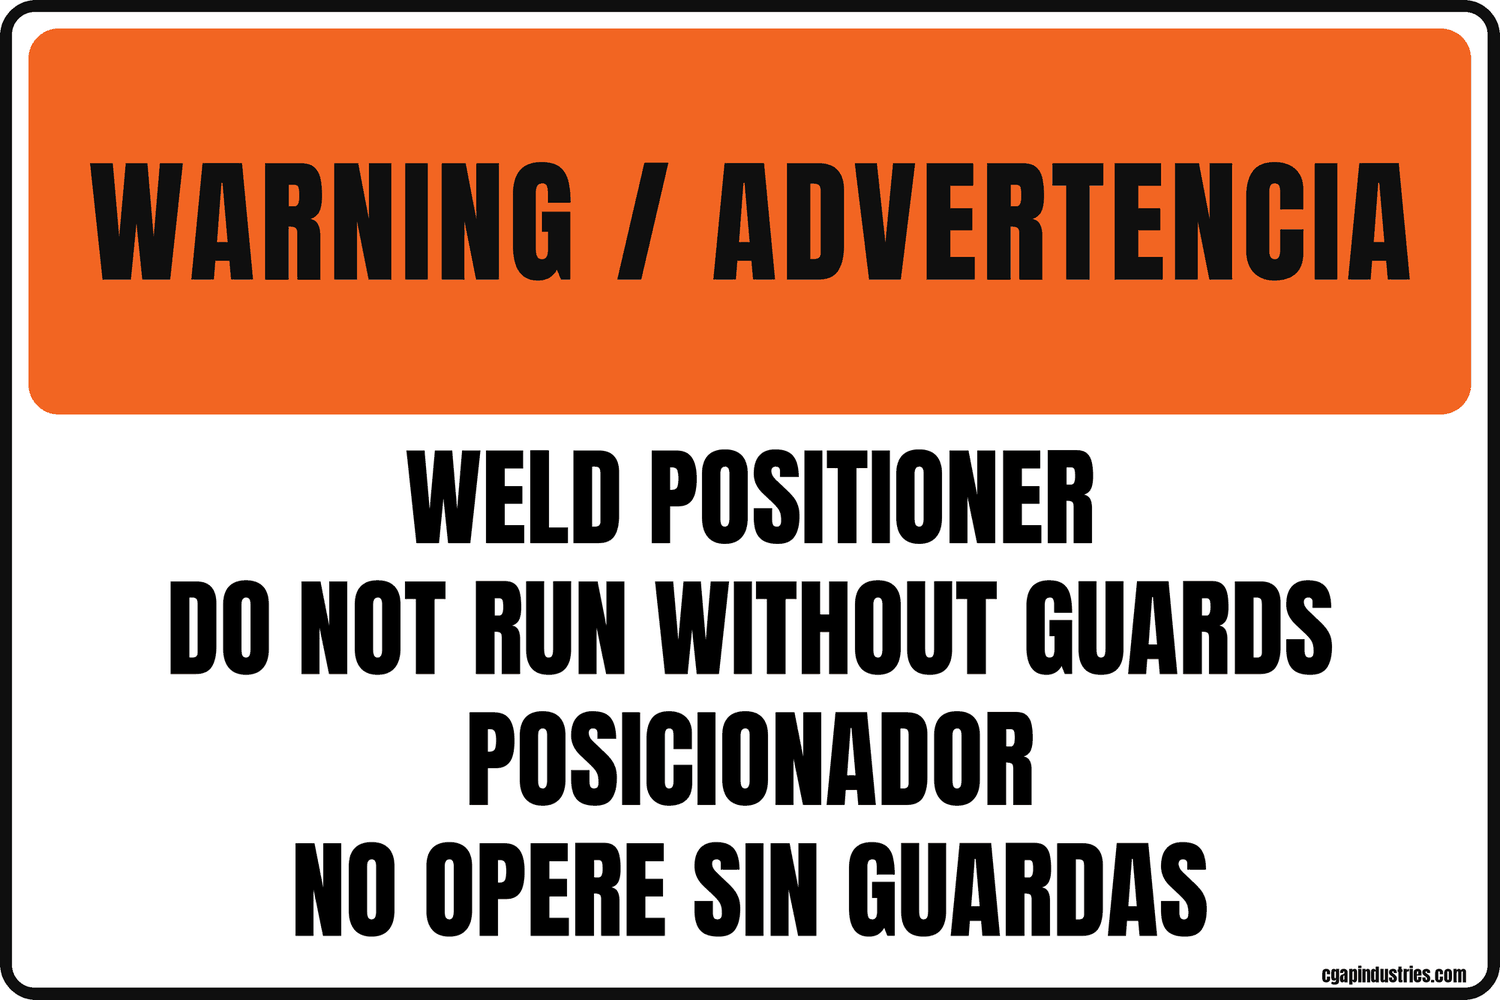 WARNING / ADVERTENCIA
WELD POSITIONER
DO NOT RUN WITHOUT GUARDS
POSICIONADOR
NO OPERE SIN GUARDAS
cgapindustries.com